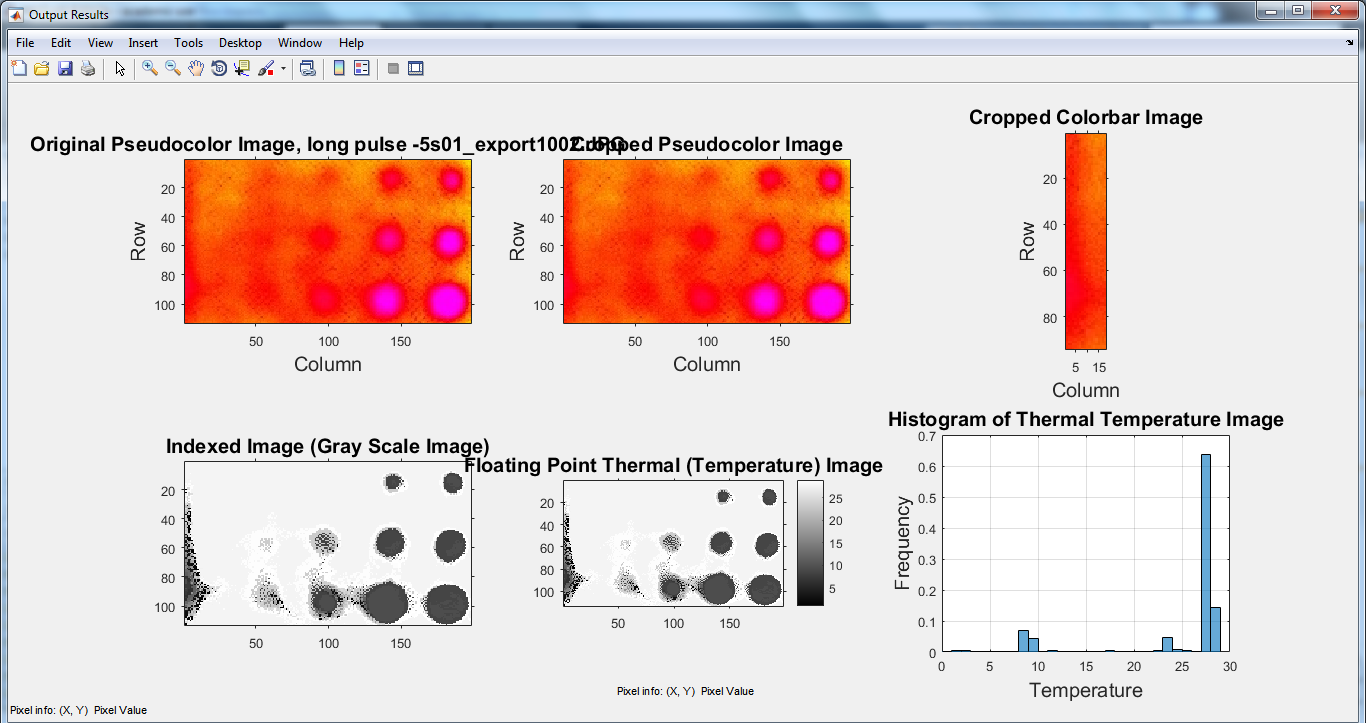 Output Results
File Edit View Insert Tools Desktop Window Help
Original Pseudocolor Image, long pulse -5s01_export1002.JPG
Cropped Pseudocolor Image
Cropped Colorbar Image
20
40
60
80
100
Row
50 100 150
Column
20
40
60
80
100
Row
50 100 150
Column
20
40
60
80
Row
5 15
Column
Indexed Image (Gray Scale Image)
20
40
60
80
100
50 100 150
Floating Point Thermal (Temperature) Image
20
40
60
80
100
50 100 150
25
20
15
10
5
Histogram of Thermal Temperature Image
0.7
0.6
0.5
0.4
0.3
0.2
0.1
0
Frequency
0 5 10 15 20 25 30
Temperature
Pixel info: (X, Y) Pixel Value
Pixel info: (X, Y) Pixel Value